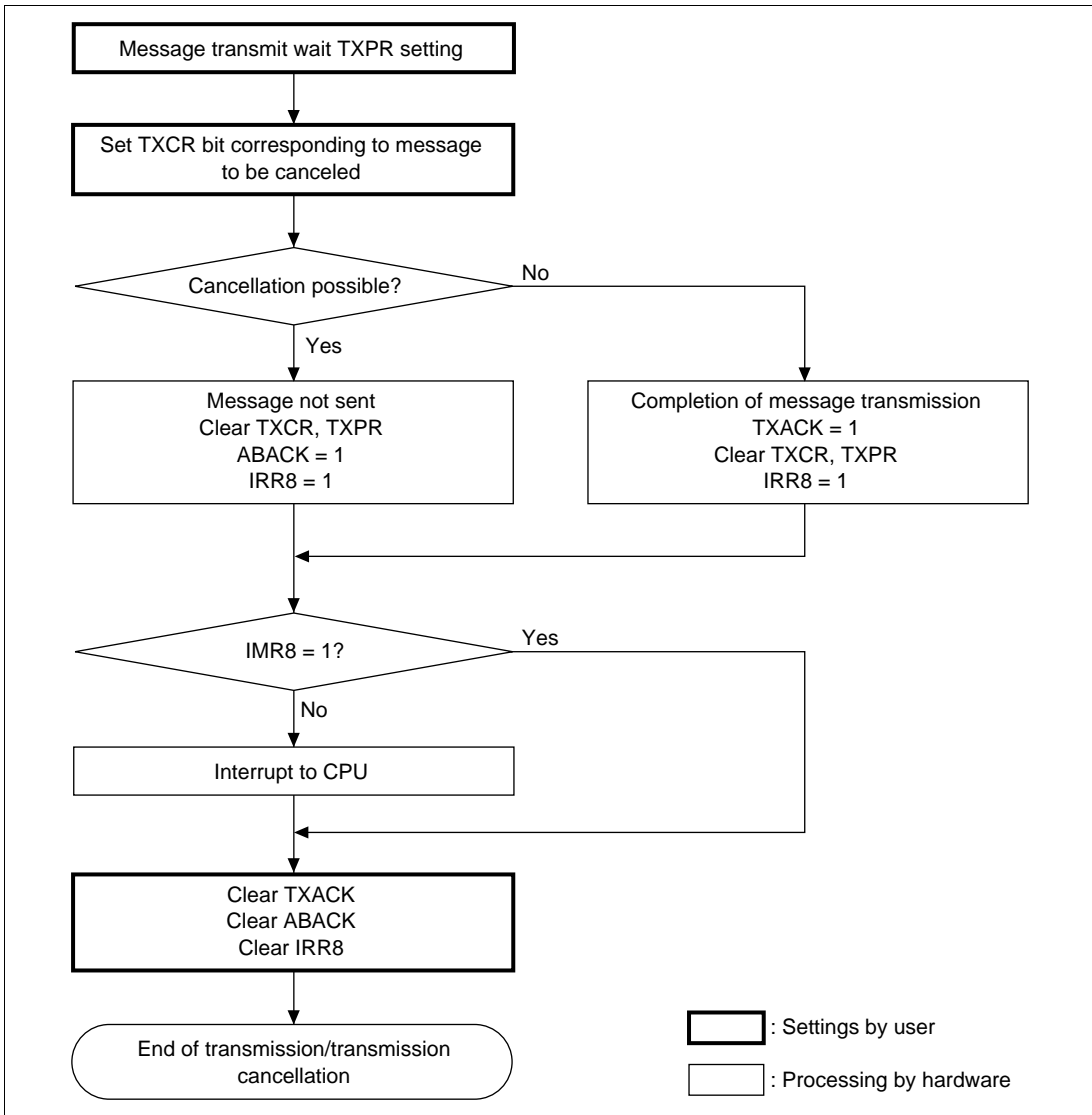 Message transmit wait TXPR setting
Set TXCR bit corresponding to message
to be canceled
Cancellation possible?
No
Yes
Message not sent
Clear TXCR, TXPR
ABACK = 1
IRR8 = 1
Completion of message transmission
TXACK = 1
Clear TXCR, TXPR
IRR8 = 1
IMR8 = 1?
Yes
No
Interrupt to CPU
Clear TXACK
Clear ABACK
Clear IRR8
End of transmission/transmission
cancellation
: Settings by user
: Processing by hardware